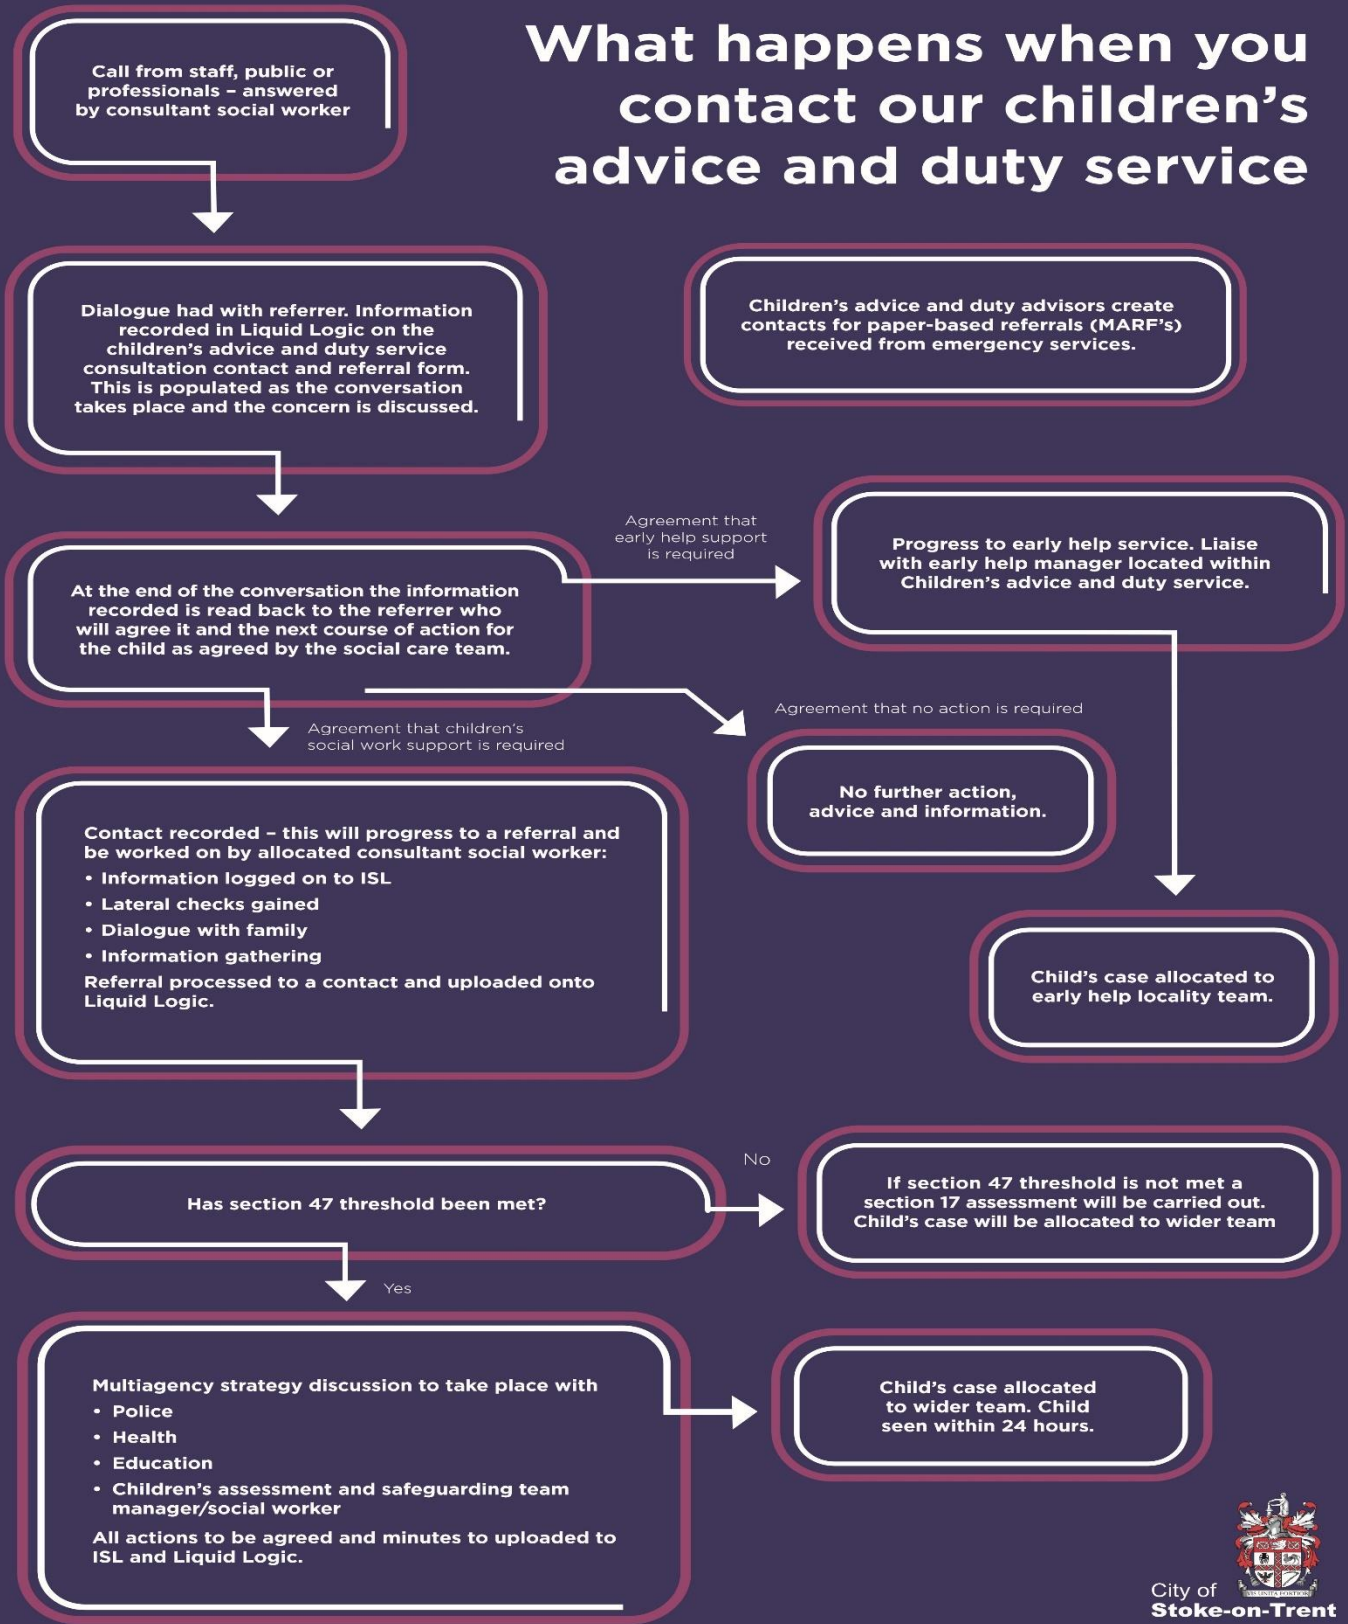 What happens when you
contact our children's
advice and duty service
Call from staff, public or
professionals – answered
by consultant social worker
Dialogue had with referrer. Information
recorded in Liquid Logic on the
children's advice and duty service
consultation contact and referral form.
This is populated as the conversation
takes place and the concern is discussed.
Children's advice and duty advisors create
contacts for paper-based referrals (MARF's)
received from emergency services.
At the end of the conversation the information
recorded is read back to the referrer who
will agree it and the next course of action for
the child as agreed by the social care team.
Agreement that
early help support
is required
Progress to early help service. Liaise
with early help manager located within
Children's advice and duty service.
Agreement that no action is required
No further action,
advice and information.
Child's case allocated to
early help locality team.
Agreement that children's
social work support is required
Contact recorded – this will progress to a referral and
be worked on by allocated consultant social worker:
• Information logged on to ISL
• Lateral checks gained
• Dialogue with family
• Information gathering
Referral processed to a contact and uploaded onto
Liquid Logic.
Has section 47 threshold been met?
No
If section 47 threshold is not met a
section 17 assessment will be carried out.
Child's case will be allocated to wider team
Yes
Multiagency strategy discussion to take place with
• Police
• Health
• Education
• Children's assessment and safeguarding team
manager/social worker
All actions to be agreed and minutes to uploaded to
ISL and Liquid Logic.
Child's case allocated
to wider team. Child
seen within 24 hours.
VIS UNITA FORTIOR
City of
Stoke-on-Trent